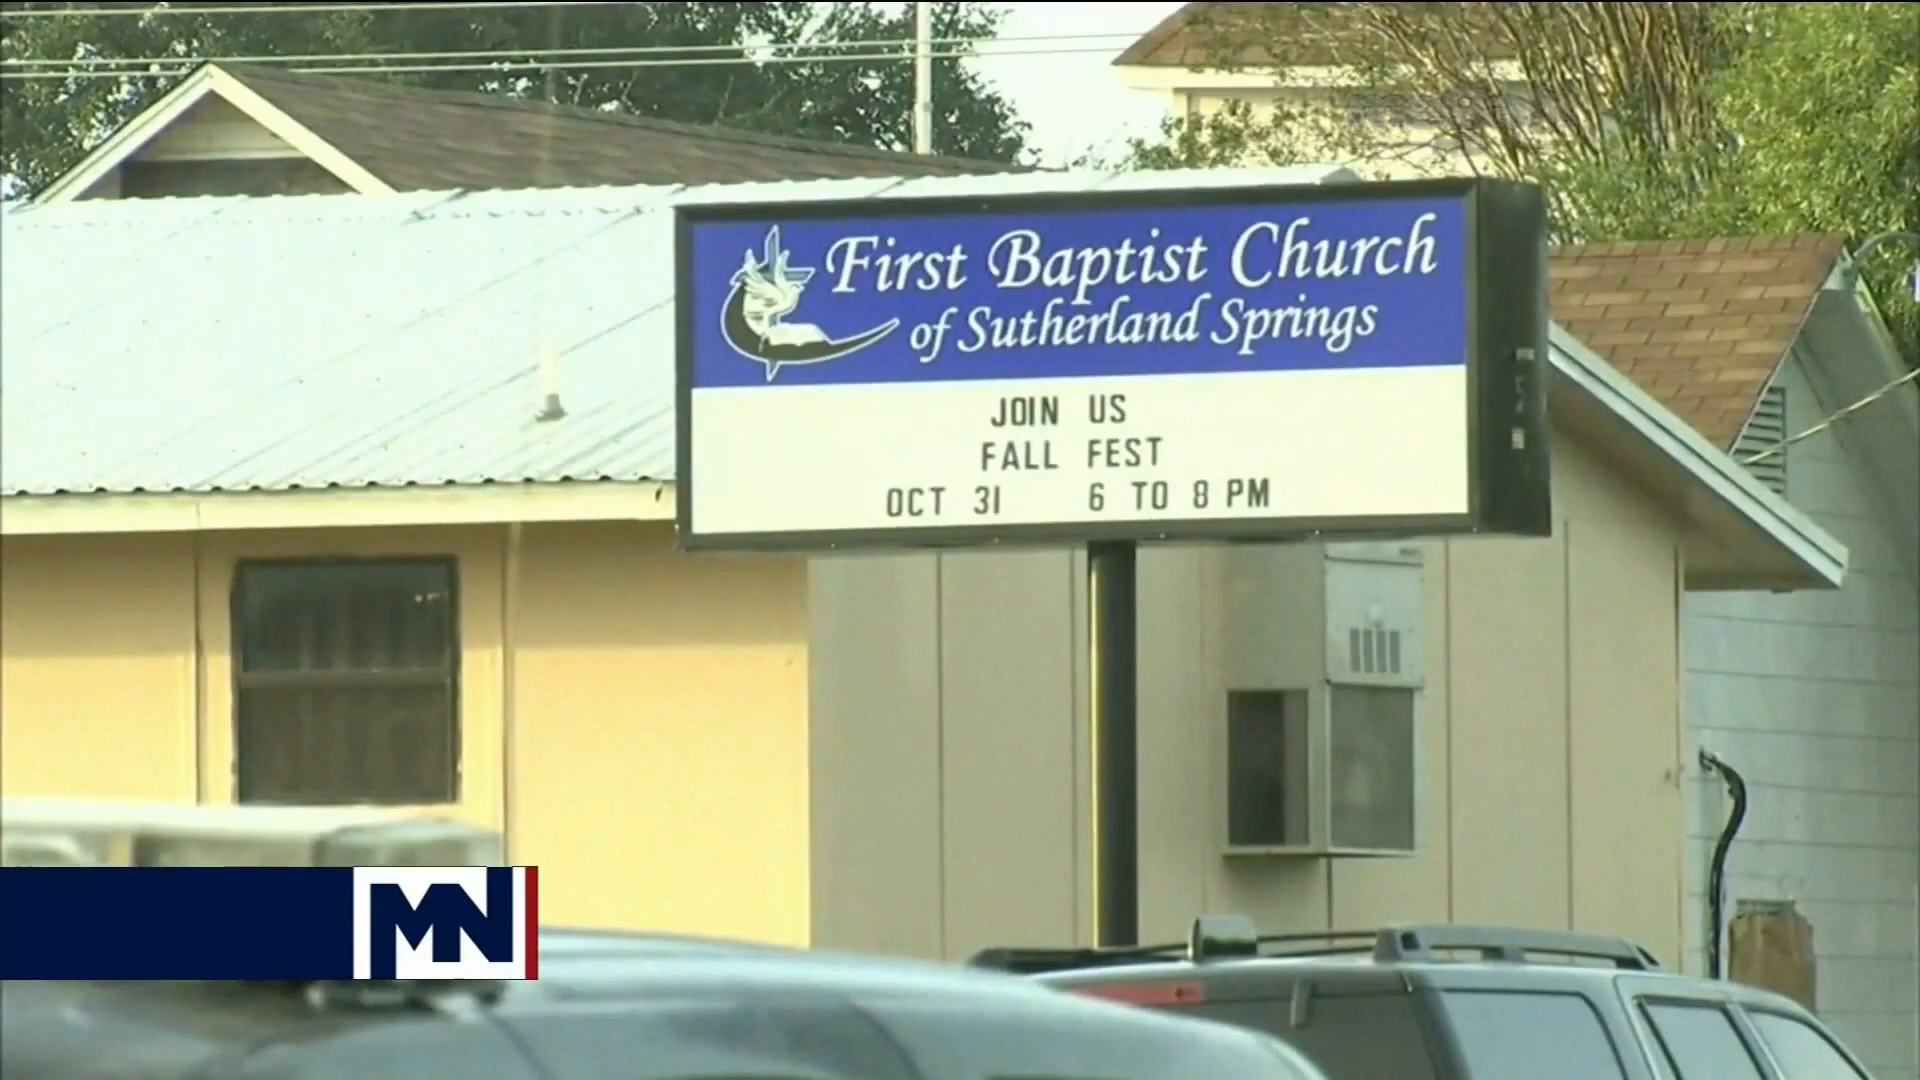 First Baptist Church
of Sutherland Springs
JOIN US
FALL FEST
OCT 31 6 TO 8 PM
MN